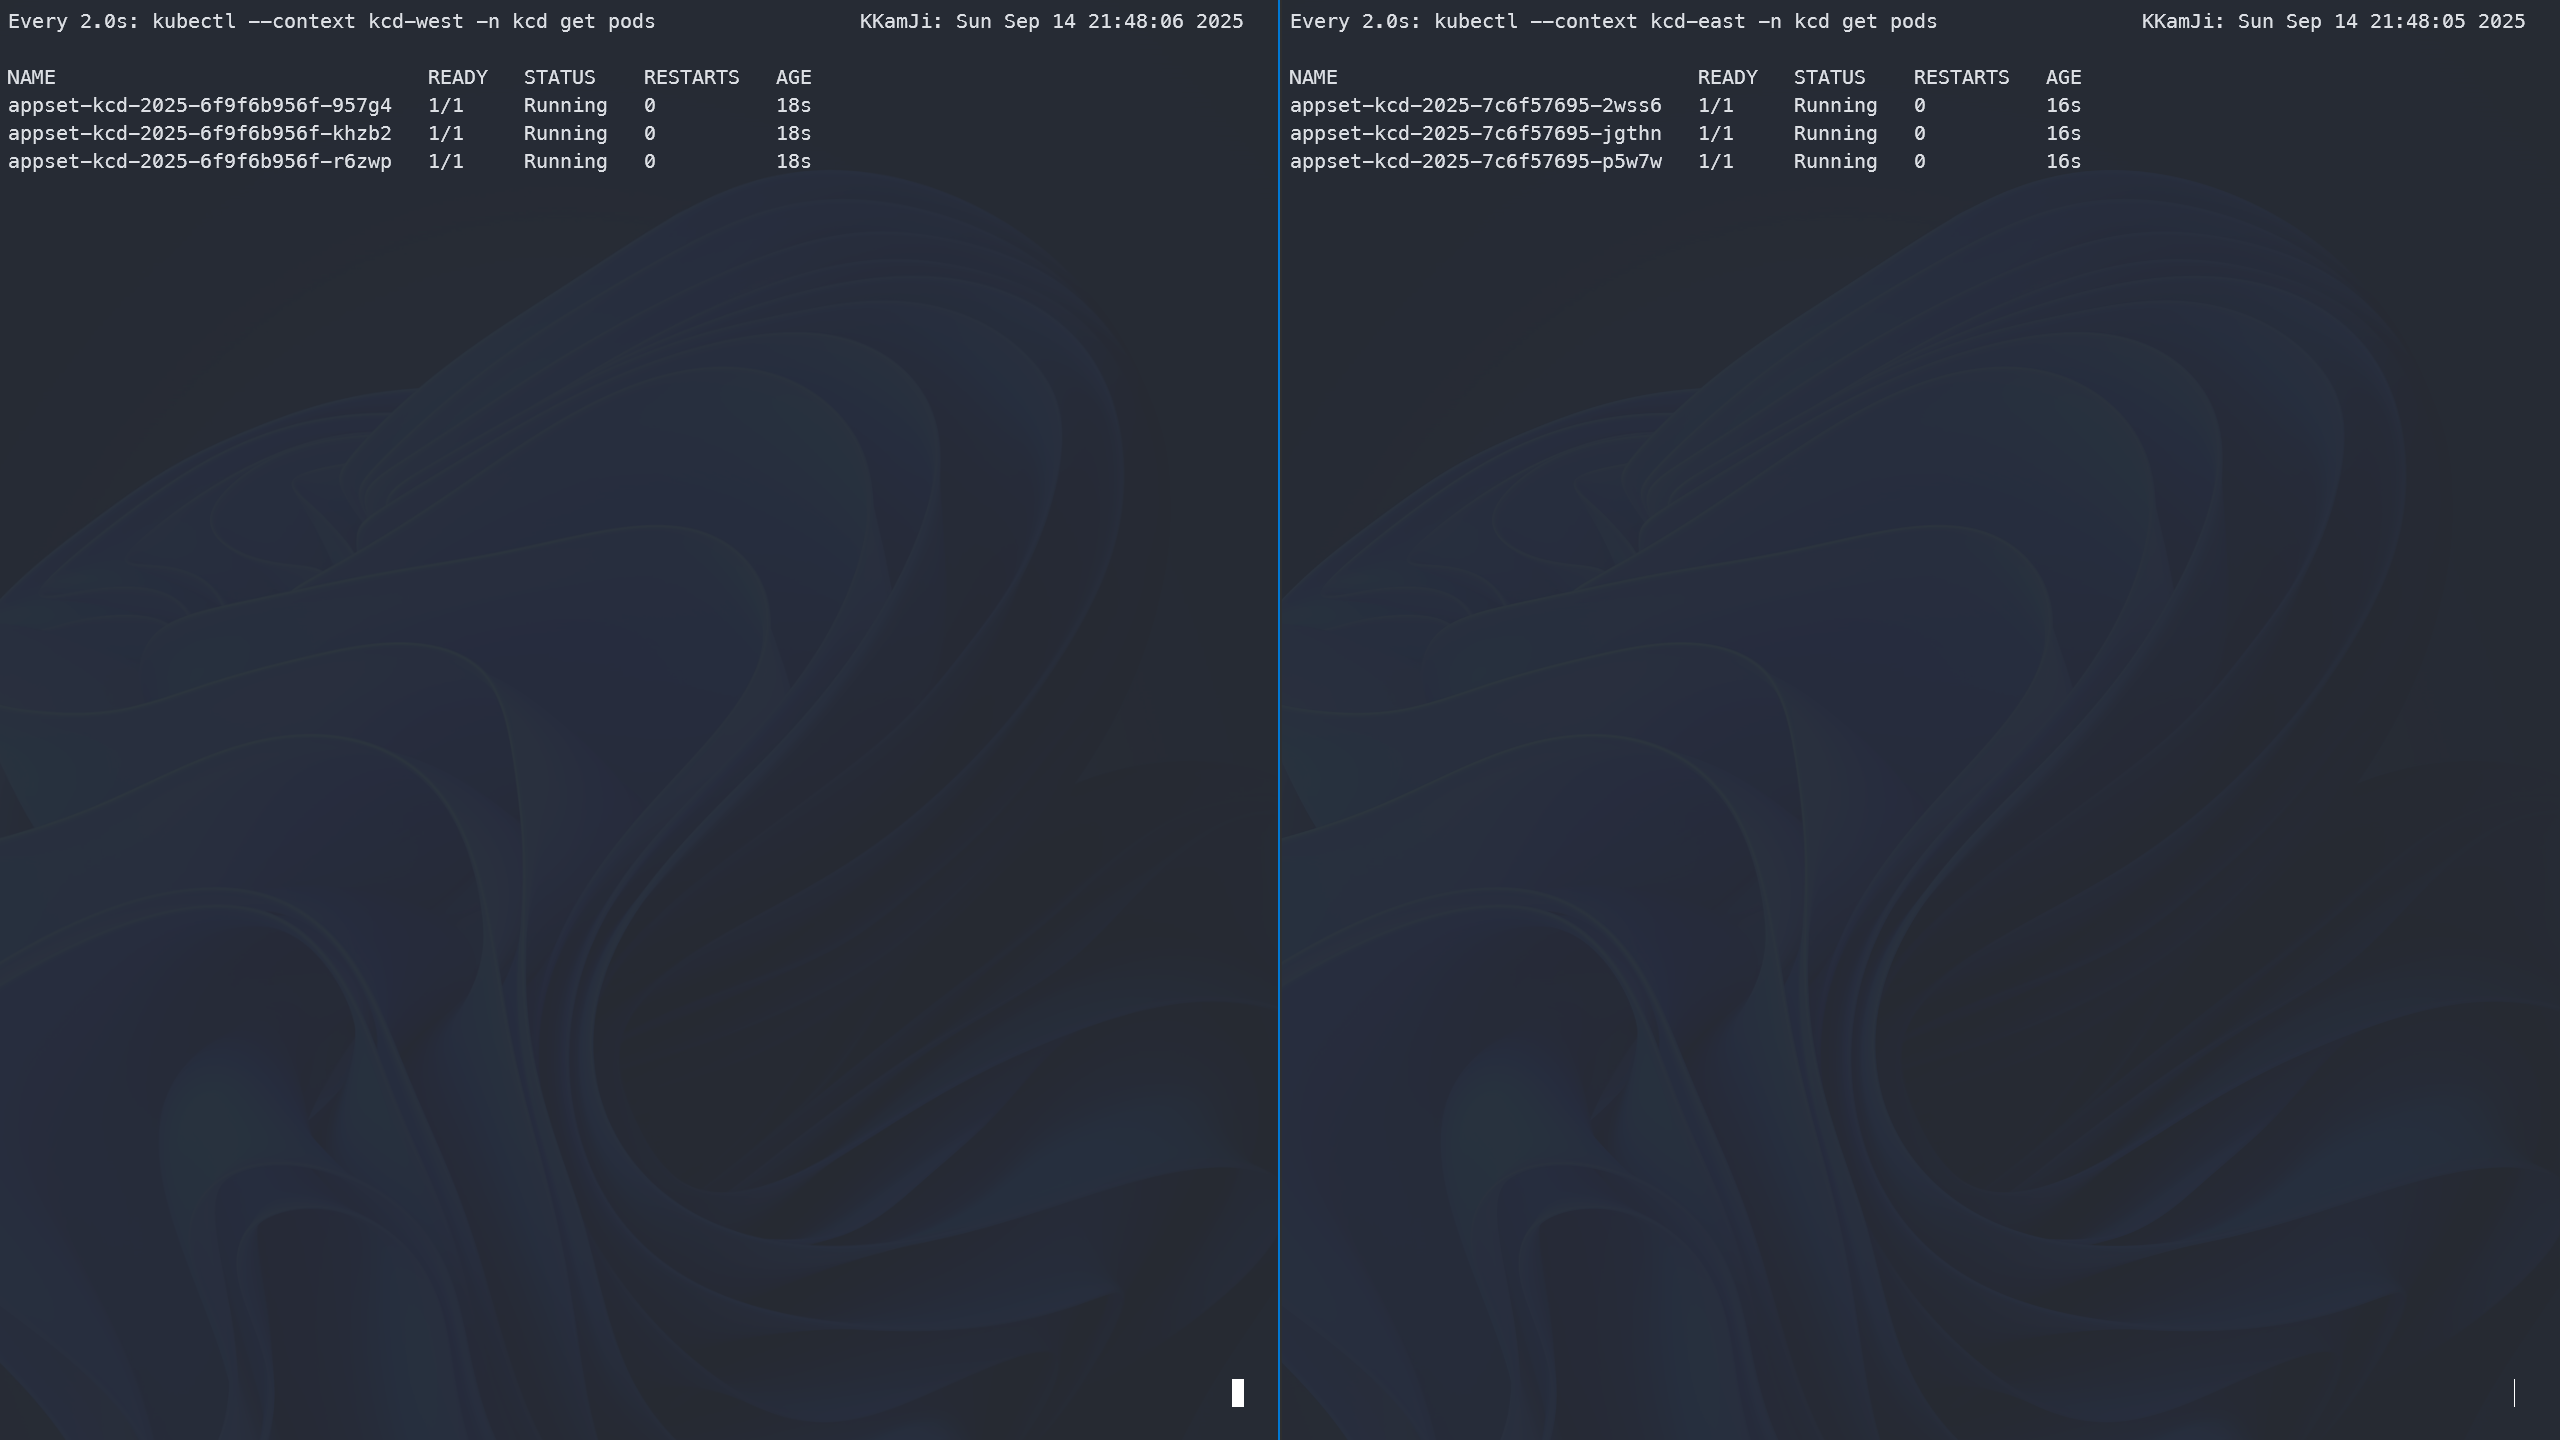 Every 2.0s: kubectl --context kcd-west -n kcd get pods KKamJi: Sun Sep 14 21:48:06 2025
NAME READY STATUS RESTARTS AGE
appset-kcd-2025-6f9f6b956f-957g4 1/1 Running 0 18s
appset-kcd-2025-6f9f6b956f-khzb2 1/1 Running 0 18s
appset-kcd-2025-6f9f6b956f-r6zwp 1/1 Running 0 18s
Every 2.0s: kubectl --context kcd-east -n kcd get pods KKamJi: Sun Sep 14 21:48:05 2025
NAME READY STATUS RESTARTS AGE
appset-kcd-2025-7c6f57695-2wss6 1/1 Running 0 16s
appset-kcd-2025-7c6f57695-jgthn 1/1 Running 0 16s
appset-kcd-2025-7c6f57695-p5w7w 1/1 Running 0 16s